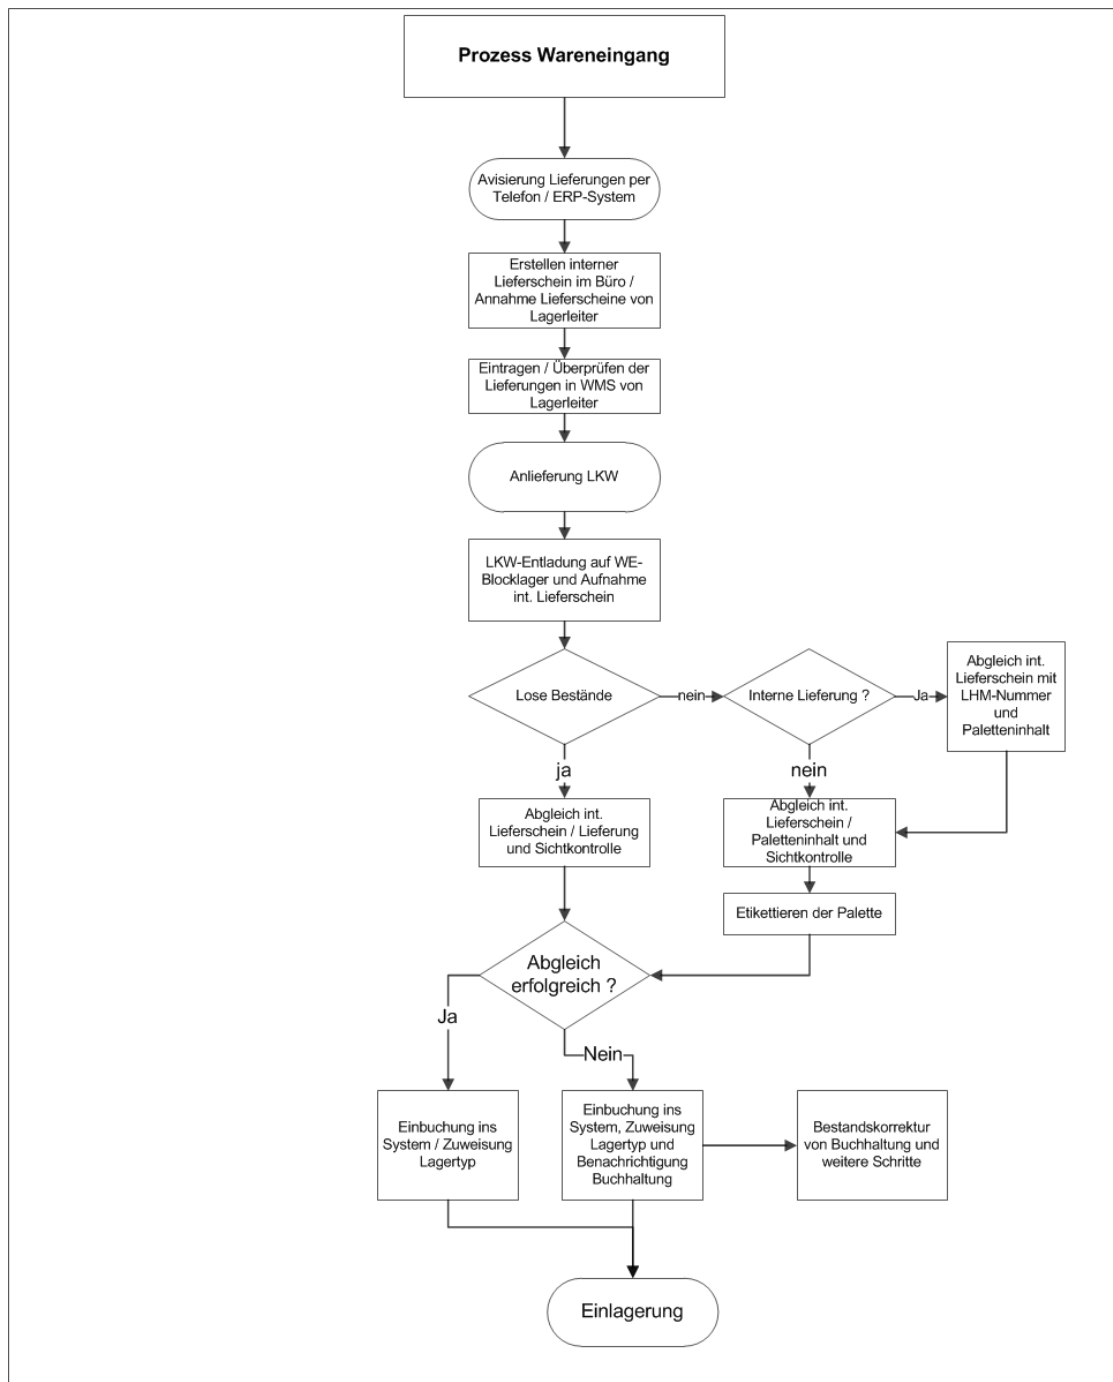 Prozess Wareneingang
Avisierung Lieferungen per
Telefon / ERP-System
Erstellen interner
Lieferschein im Büro /
Annahme Lieferscheine von
Lagerleiter
Eintragen / Überprüfen der
Lieferungen in WMS von
Lagerleiter
Anlieferung LKW
LKW-Entladung auf WE-
Blocklager und Aufnahme
int. Lieferschein
Lose Bestände
nein
Interne Lieferung ?
Ja
Abgleich int.
Lieferschein mit
LHM-Nummer
und
Paletteninhalt
ja
nein
Abgleich int.
Lieferschein / Lieferung
und Sichtkontrolle
Abgleich int.
Lieferschein /
Paletteninhalt und
Sichtkontrolle
Etikettieren der Palette
Abgleich
erfolgreich ?
Ja
Nein
Einbuchung ins
System / Zuweisung
Lagertyp
Einbuchung ins
System, Zuweisung
Lagertyp und
Benachrichtigung
Buchhaltung
Bestandskorrektur
von Buchhaltung und
weitere Schritte
Einlagerung